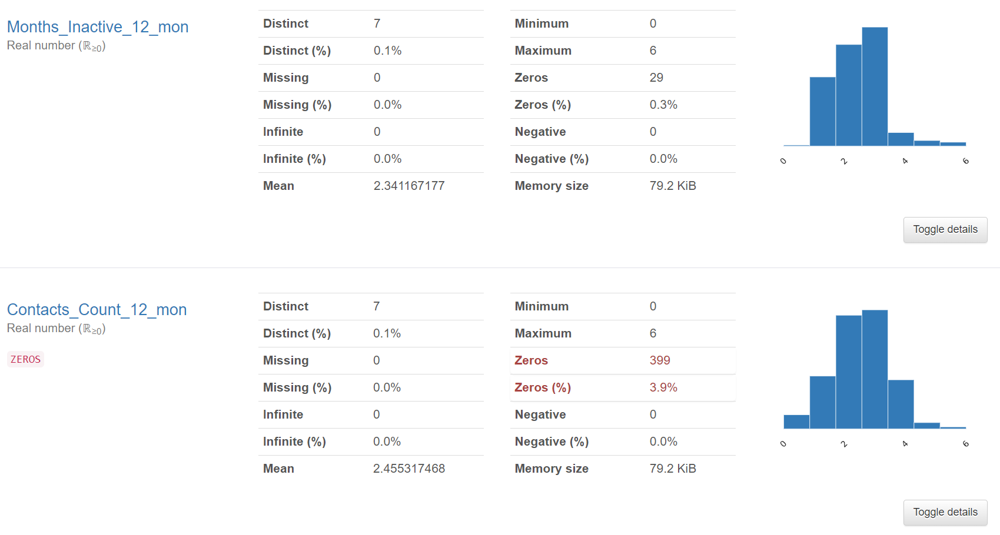 Months_Inactive_12_mon
Real number (ℝ≥0)
Distinct 7
Distinct (%) 0.1%
Missing 0
Missing (%) 0.0%
Infinite 0
Infinite (%) 0.0%
Mean 2.341167177
Minimum 0
Maximum 6
Zeros 29
Zeros (%) 0.3%
Negative 0
Negative (%) 0.0%
Memory size 79.2 KiB
0 2 4 6
Toggle details
Contacts_Count_12_mon
Real number (ℝ≥0)
ZEROS
Distinct 7
Distinct (%) 0.1%
Missing 0
Missing (%) 0.0%
Infinite 0
Infinite (%) 0.0%
Mean 2.455317468
Minimum 0
Maximum 6
Zeros 399
Zeros (%) 3.9%
Negative 0
Negative (%) 0.0%
Memory size 79.2 KiB
0 2 4 6
Toggle details